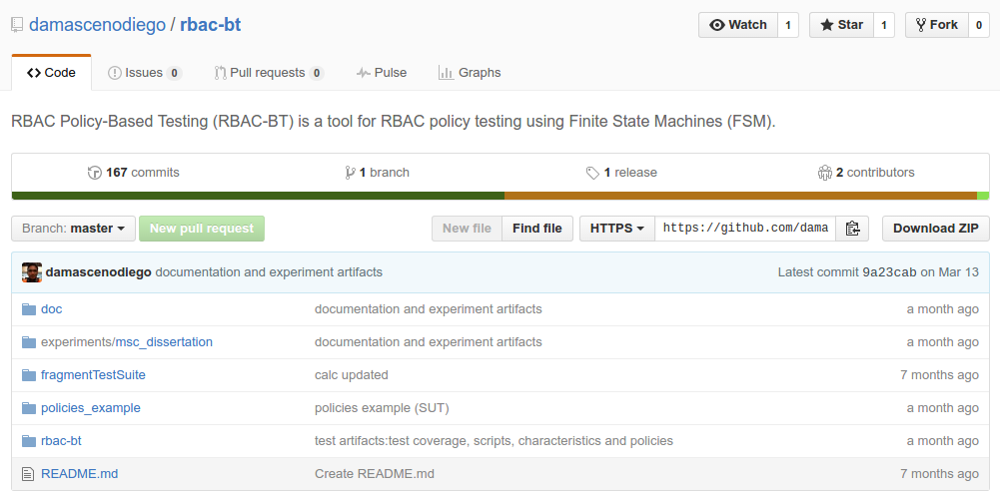 damascenodiego / rbac-bt Watch 1 Star 1 Fork 0
Code Issues 0 Pull requests 0 Pulse Graphs
RBAC Policy-Based Testing (RBAC-BT) is a tool for RBAC policy testing using Finite State Machines (FSM).
167 commits 1 branch 1 release 2 contributors
Branch: master New pull request New file Find file HTTPS https://github.com/dama Download ZIP
damascenodiego documentation and experiment artifacts Latest commit 9a23cab on Mar 13
doc documentation and experiment artifacts a month ago
experiments/msc_dissertation documentation and experiment artifacts a month ago
fragmentTestSuite calc updated 7 months ago
policies_example policies example (SUT) a month ago
rbac-bt test artifacts:test coverage, scripts, characteristics and policies a month ago
README.md Create README.md 7 months ago